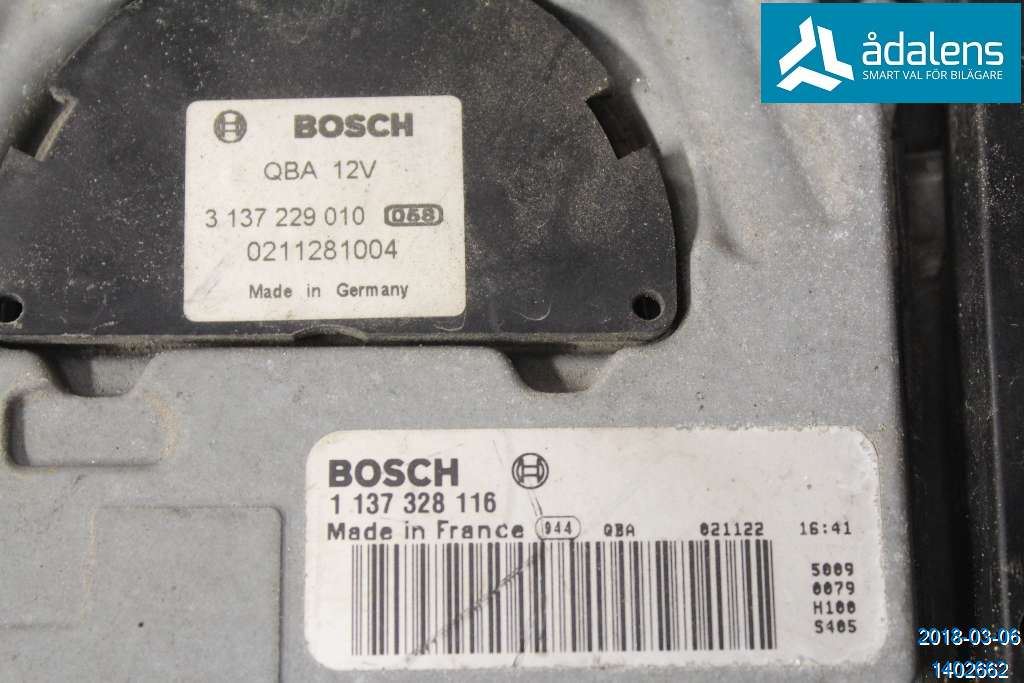 ådalens
SMART VAL FÖR BILÄGARE
BOSCH
QBA 12V
3 137 229 010 058
0211281004
Made in Germany
BOSCH
1 137 328 116
Made in France 944 QBA 021122 16:41
5009
0079
H100
S405
2018-03-06
1402662